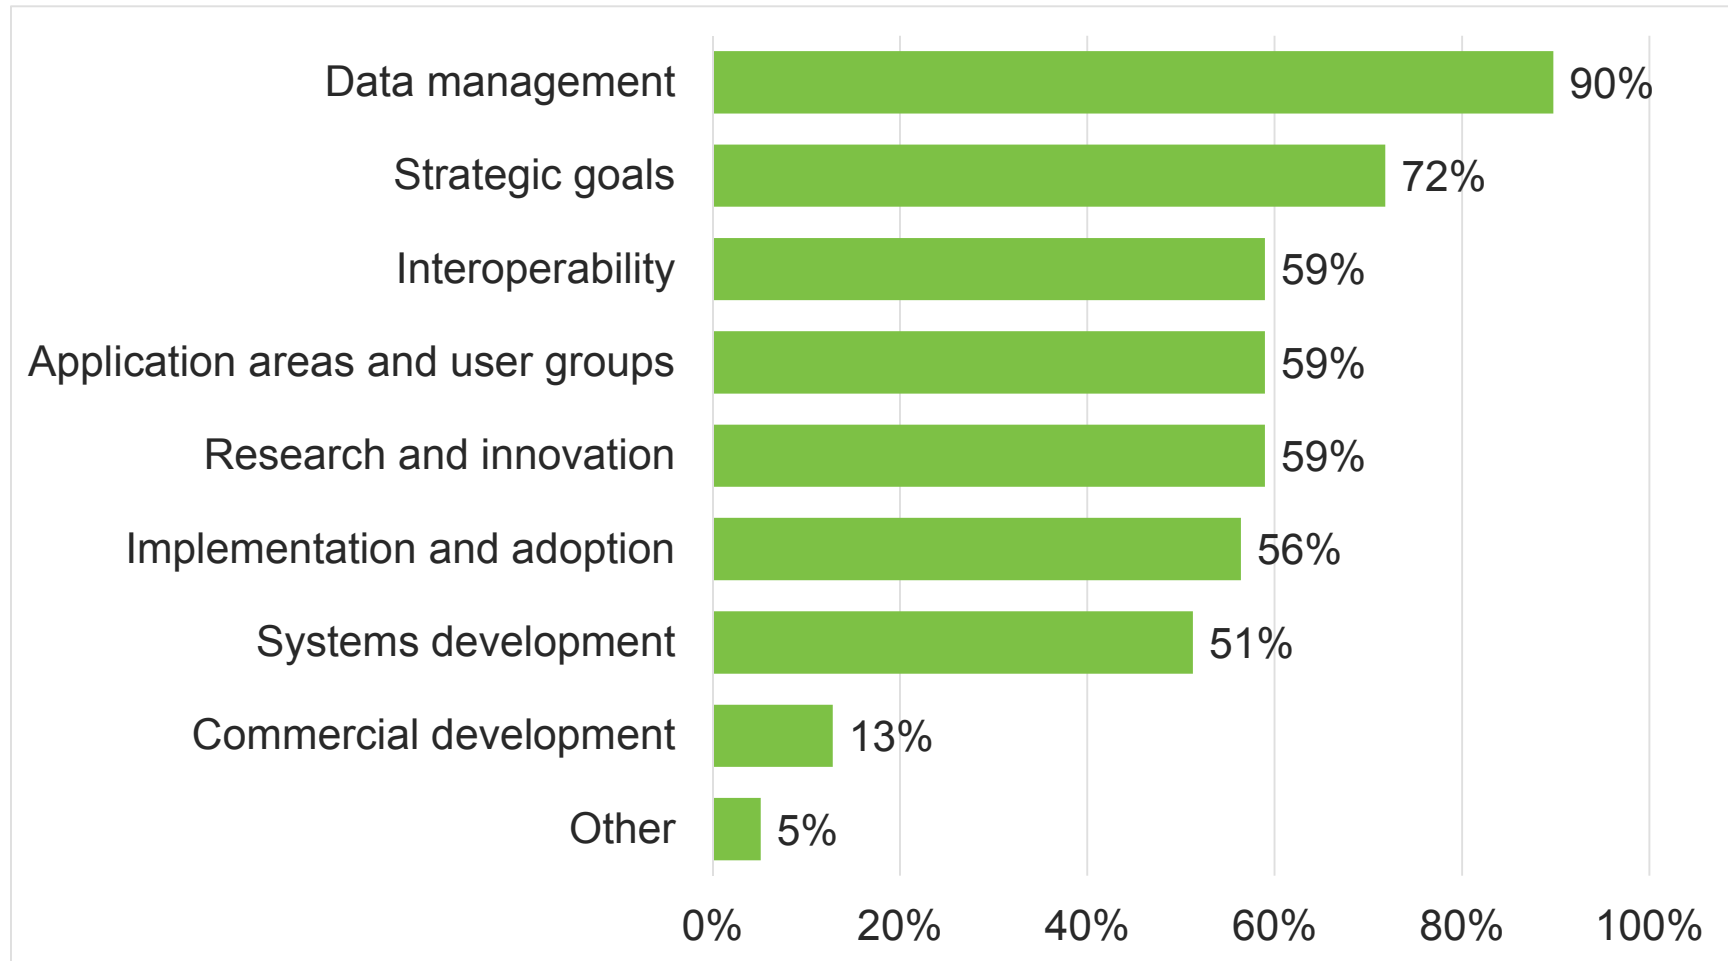 Data management 90%
Strategic goals 72%
Interoperability 59%
Application areas and user groups 59%
Research and innovation 59%
Implementation and adoption 56%
Systems development 51%
Commercial development 13%
Other 5%
0% 20% 40% 60% 80% 100%